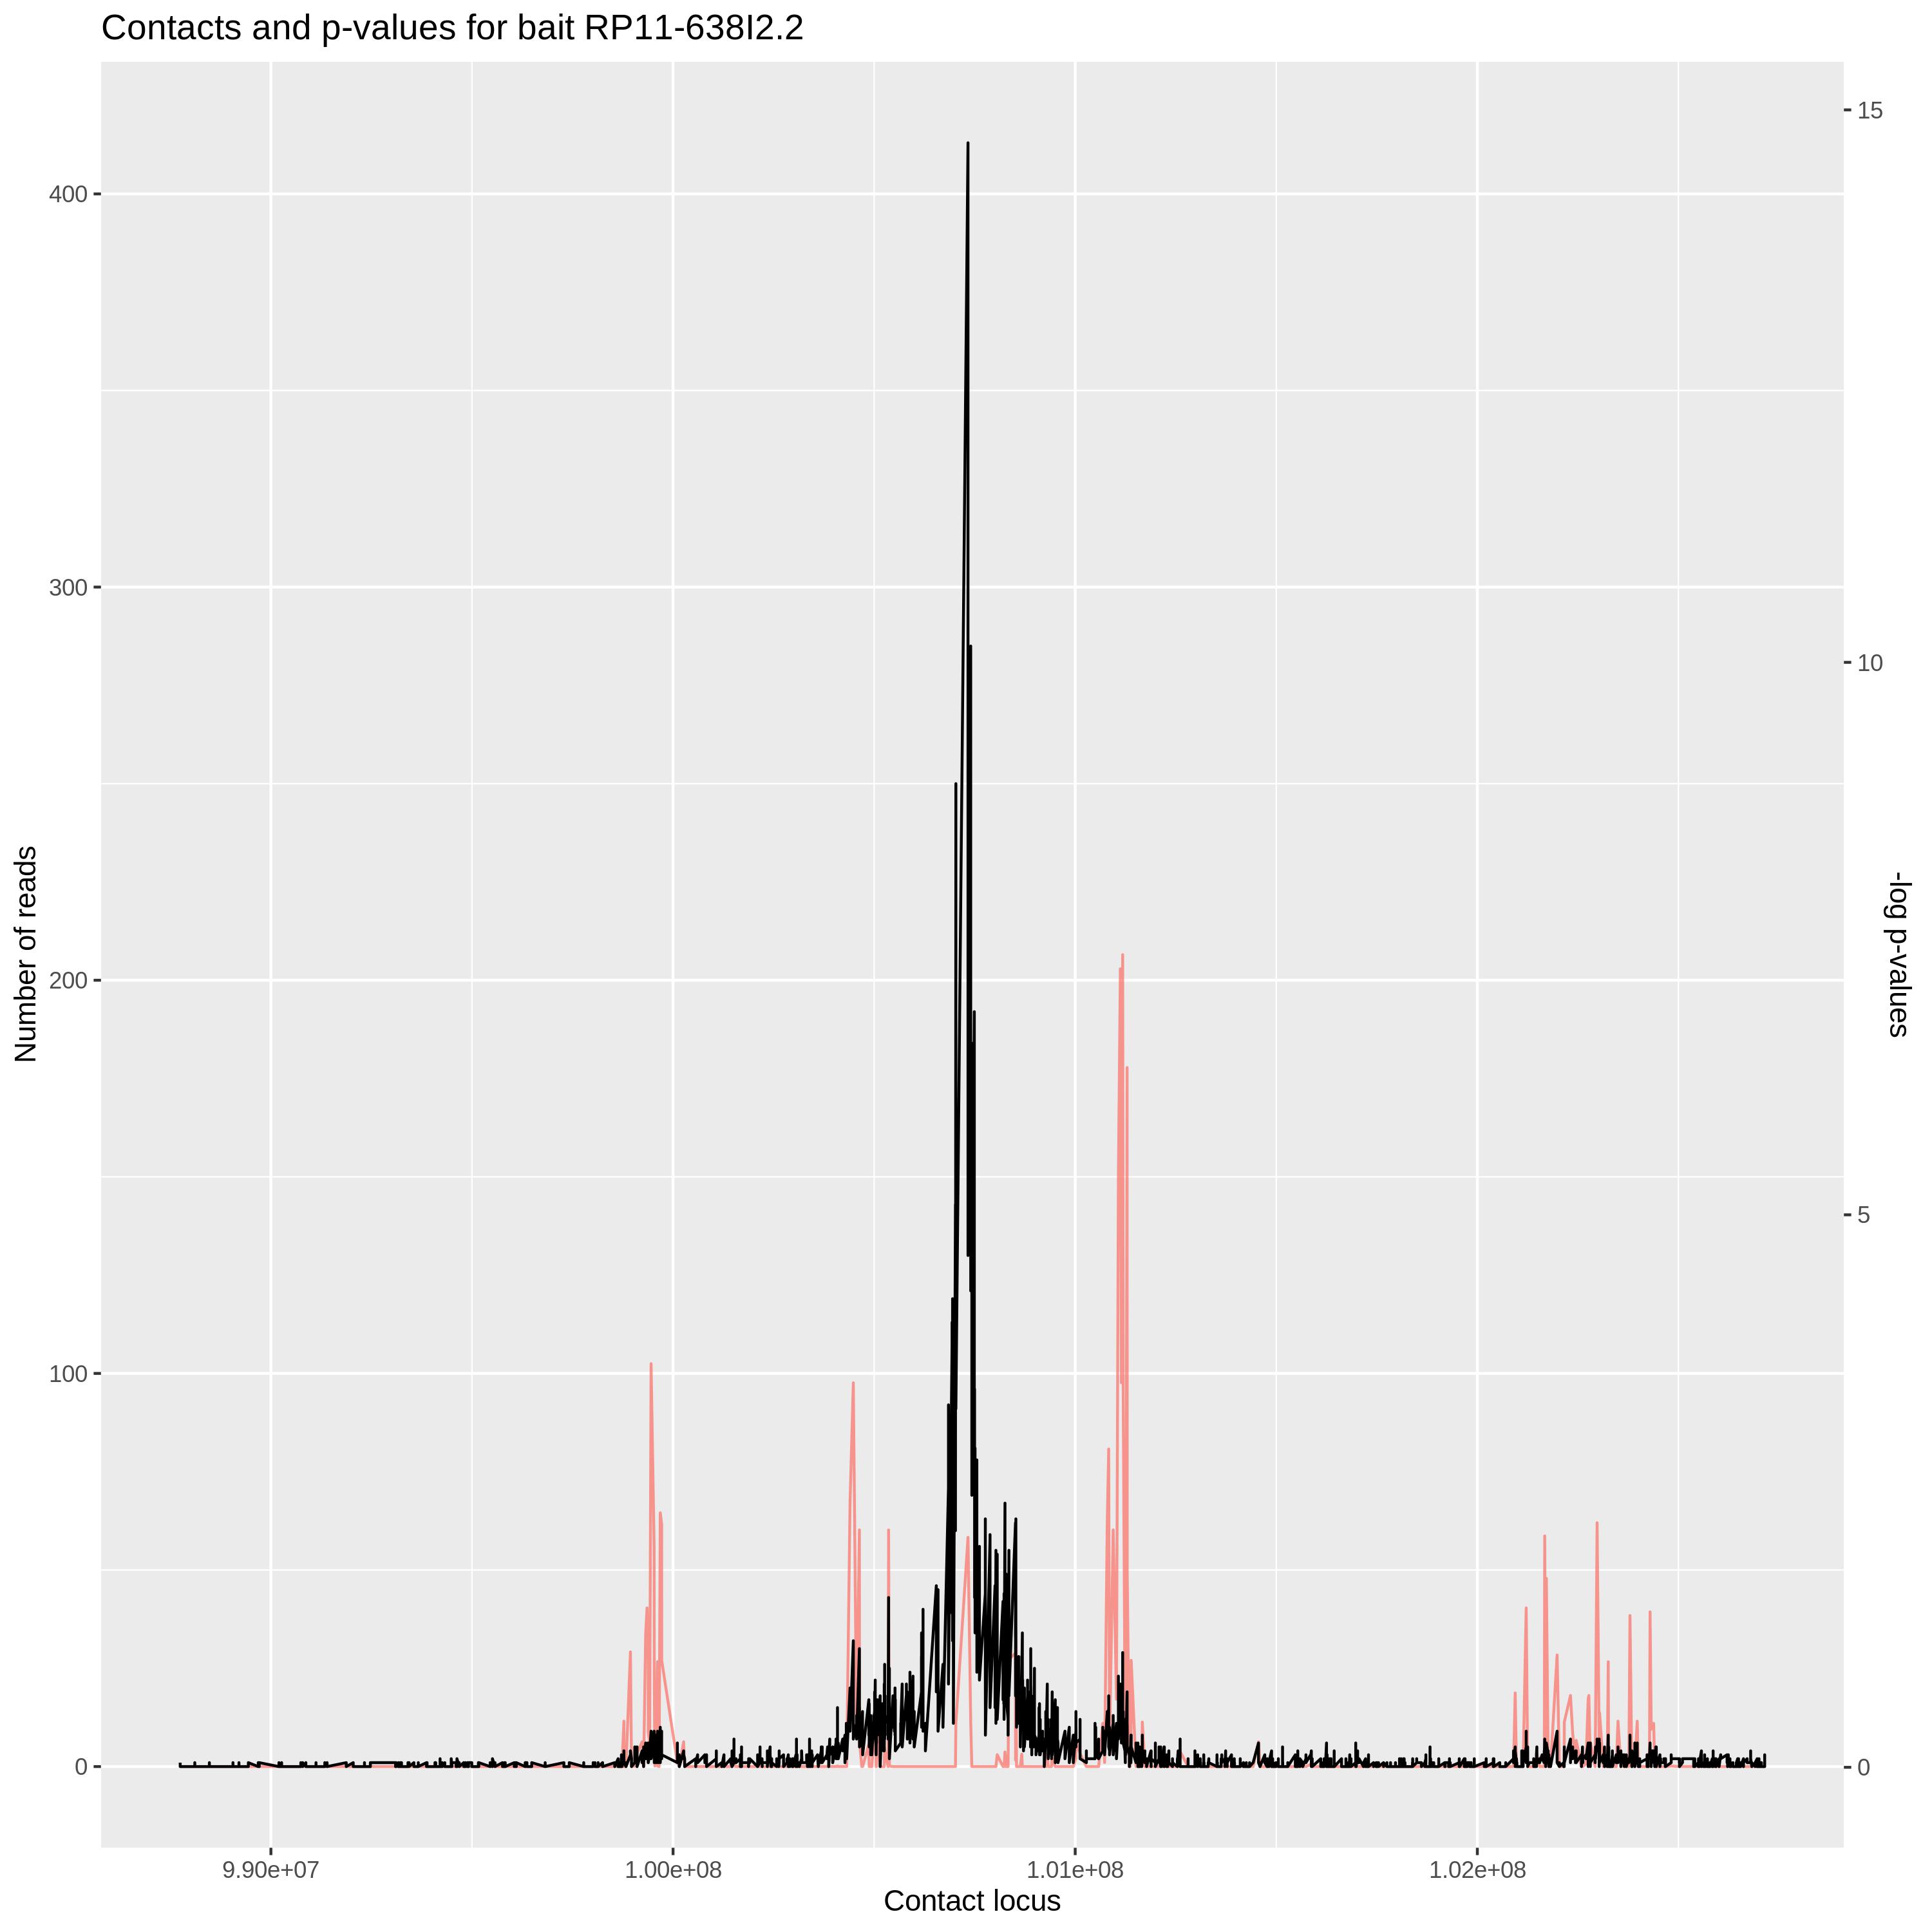 Contacts and p-values for bait RP11-638I2.2
Number of reads
400
300
200
100
0
15
10
5
0
-log p-values
9.90e+07
1.00e+08
1.01e+08
1.02e+08
Contact locus